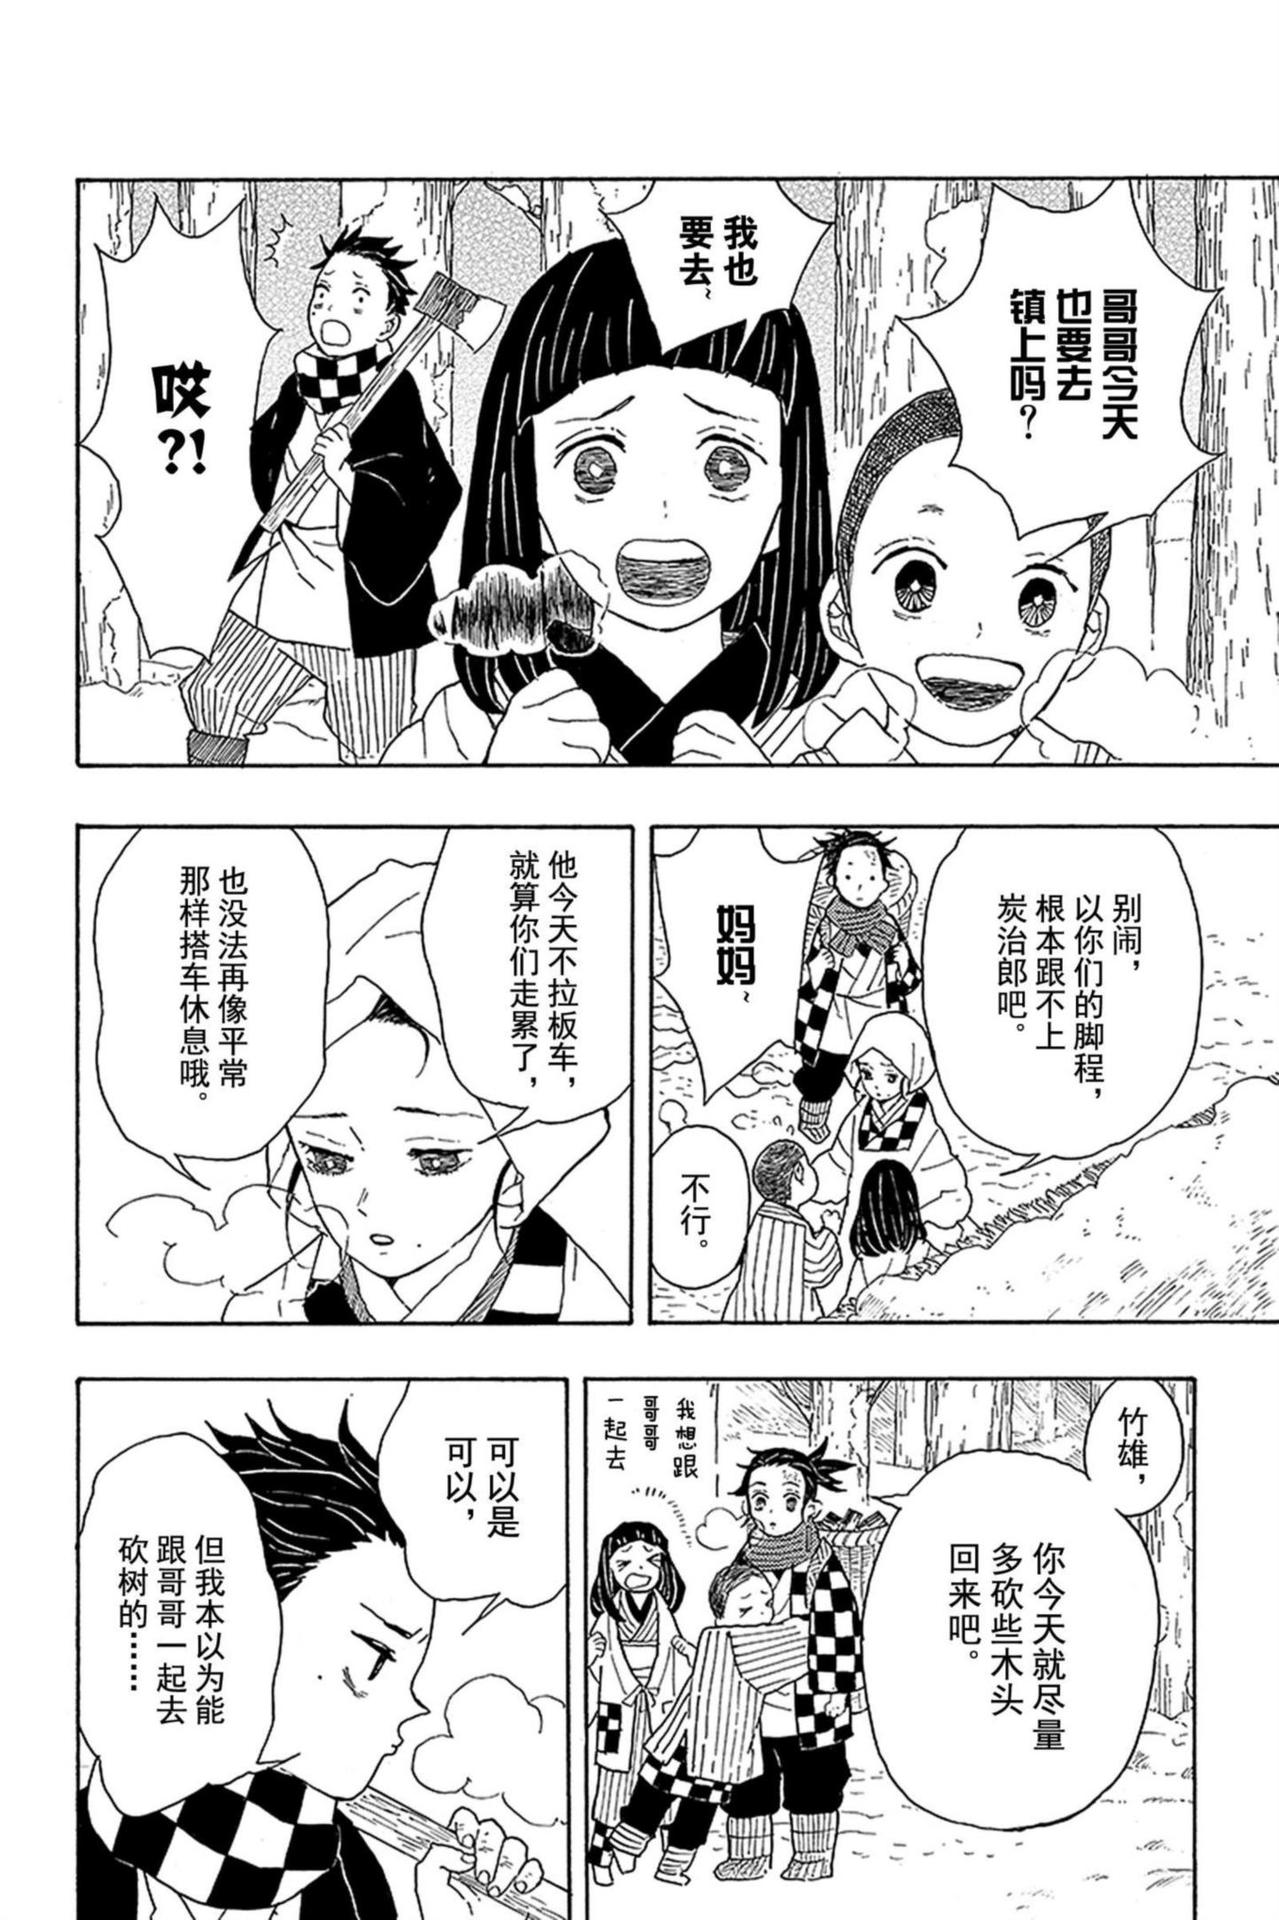 哥哥今天
也要去
镇上吗?
我也
要去~
哎
?!
别闹,
以你们的脚程,
根本跟不上
炭治郎吧。
妈
妈~
不行。
他今天不拉板车,
就算你们走累了,
也没法再像平常
那样搭车休息哦。
竹雄,
你今天就尽量
多砍些木头
回来吧。
我想跟
哥哥
一起去
可以是
可以,
但我本以为能
跟哥哥一起去
砍树的……